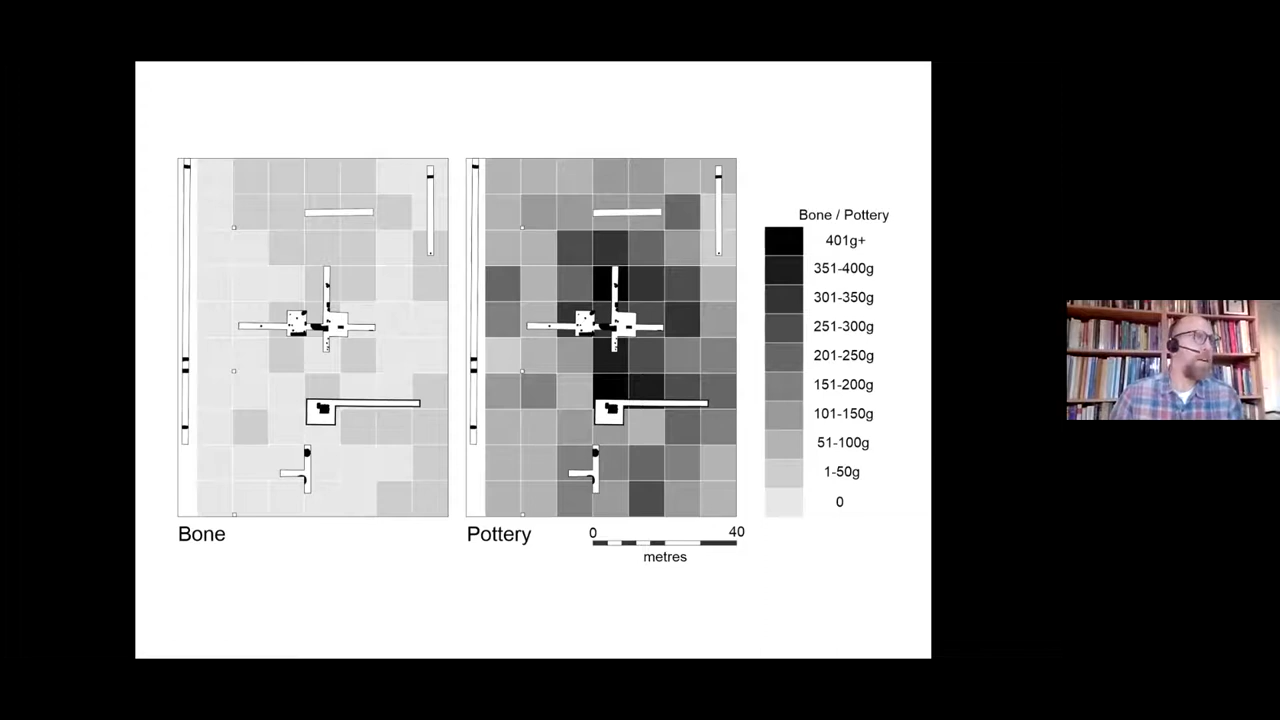 Bone / Pottery
401g+
351-400g
301-350g
251-300g
201-250g
151-200g
101-150g
51-100g
1-50g
0
Bone
Pottery
0 40
metres